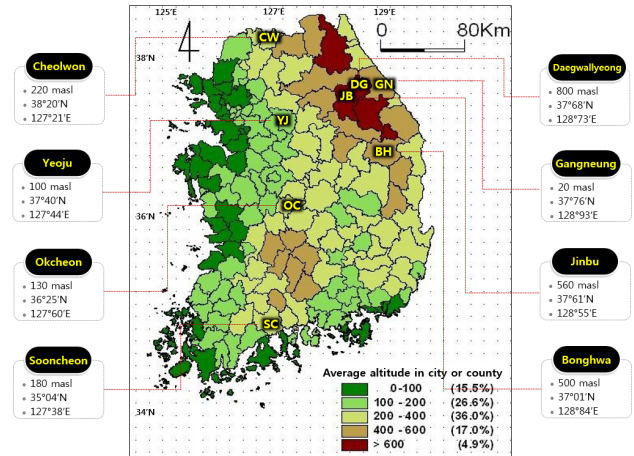 125°E
127°E
129°E
38°N
36°N
34°N
0
80Km
CW
DG
GN
JB
YJ
BH
OC
SC
Cheolwon
220 masl
38°20′N
127°21′E
Yeoju
100 masl
37°40′N
127°44′E
Okcheon
130 masl
36°25′N
127°60′E
Sooncheon
180 masl
35°04′N
127°38′E
Daegwallyeong
800 masl
37°68′N
128°73′E
Gangneung
20 masl
37°76′N
128°93′E
Jinbu
560 masl
37°61′N
128°55′E
Bonghwa
500 masl
37°01′N
128°84′E
Average altitude in city or county
0-100 (15.5%)
100 - 200 (26.6%)
200 - 400 (36.0%)
400 - 600 (17.0%)
> 600 (4.9%)